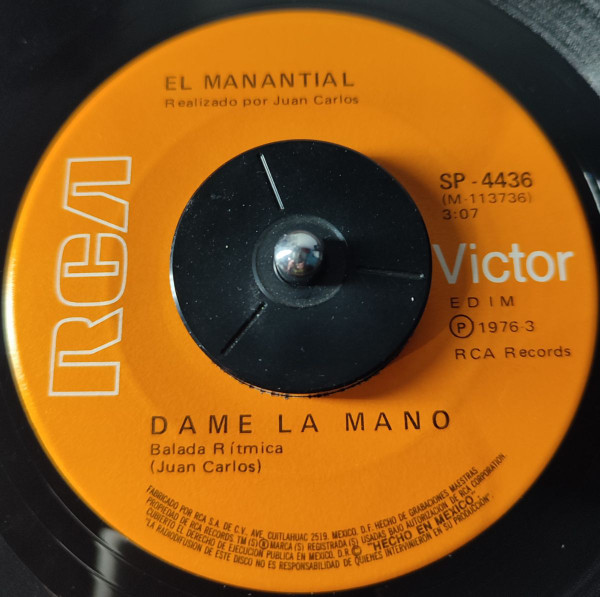 EL MANANTIAL
Realizado por Juan Carlos
RCA
SP - 4436
(M-113736)
3:07
Victor
EDIM
Ⓟ 1976-3
RCA Records
DAME LA MANO
Balada Rítmica
(Juan Carlos)
FABRICADO POR RCA S.A. DE C.V. AVE. CUITLAHUAC 2519. MEXICO. D.F. HECHO DE GRABACIONES MAESTRAS
PROPIEDAD DE RCA RECORDS TM(S) ® MARCA (S) REGISTRADA (S) USADAS BAJO AUTORIZACION DE RCA CORPORATION.
CUBIERTO EL DERECHO DE EJECUCION PUBLICA EN MEXICO. D.R. © "HECHO EN MEXICO"
"LA RADIODIFUSION DE ESTE DISCO NO ES RESPONSABILIDAD DE QUIENES INTERVINIERON EN SU PRODUCCION".